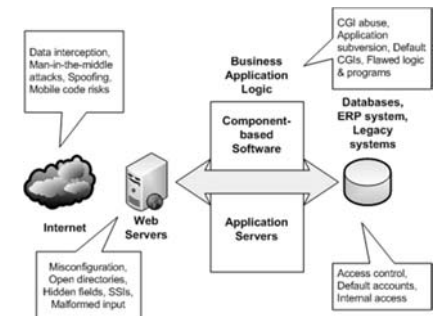 Data interception,
Man-in-the-middle
attacks, Spoofing,
Mobile code risks
Business
Application
Logic
CGI abuse,
Application
subversion, Default
CGIs, Flawed logic
& programs
Component-
based
Software
Databases,
ERP system,
Legacy
systems
Internet
Web
Servers
Application
Servers
Misconfiguration,
Open directories,
Hidden fields, SSIs,
Malformed input
Access control,
Default accounts,
Internal access